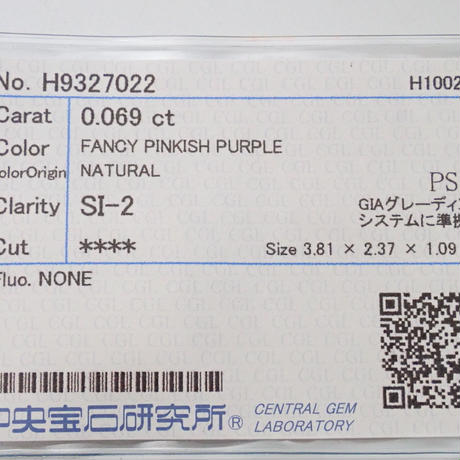 No. H9327022 H1002
Carat 0.069 ct
Color FANCY PINKISH PURPLE
ColorOrigin NATURAL
PS
Clarity SI-2 GIAグレーディン
システムに準拠
Cut **** Size 3.81 × 2.37 × 1.09
Fluo. NONE
中央宝石研究所® CENTRAL GEM
LABORATORY